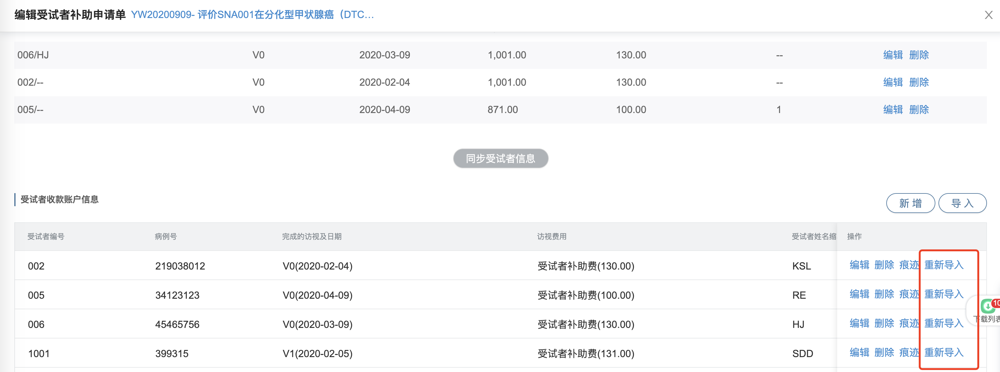 编辑受试者补助申请单 YW20200909- 评价SNA001在分化型甲状腺癌（DTC... X
006/HJ V0 2020-03-09 1,001.00 130.00 -- 编辑 删除
002/-- V0 2020-02-04 1,001.00 130.00 -- 编辑 删除
005/-- V0 2020-04-09 871.00 100.00 1 编辑 删除
同步受试者信息
受试者收款账户信息 新增 导入
受试者编号 病例号 完成的访视及日期 访视费用 受试者姓名缩 操作
002 219038012 V0(2020-02-04) 受试者补助费(130.00) KSL 编辑 删除 痕迹 重新导入
005 34123123 V0(2020-04-09) 受试者补助费(100.00) RE 编辑 删除 痕迹 重新导入
10
下载列表
006 45465756 V0(2020-03-09) 受试者补助费(130.00) HJ 编辑 删除 痕迹 重新导入
1001 399315 V1(2020-02-05) 受试者补助费(131.00) SDD 编辑 删除 痕迹 重新导入